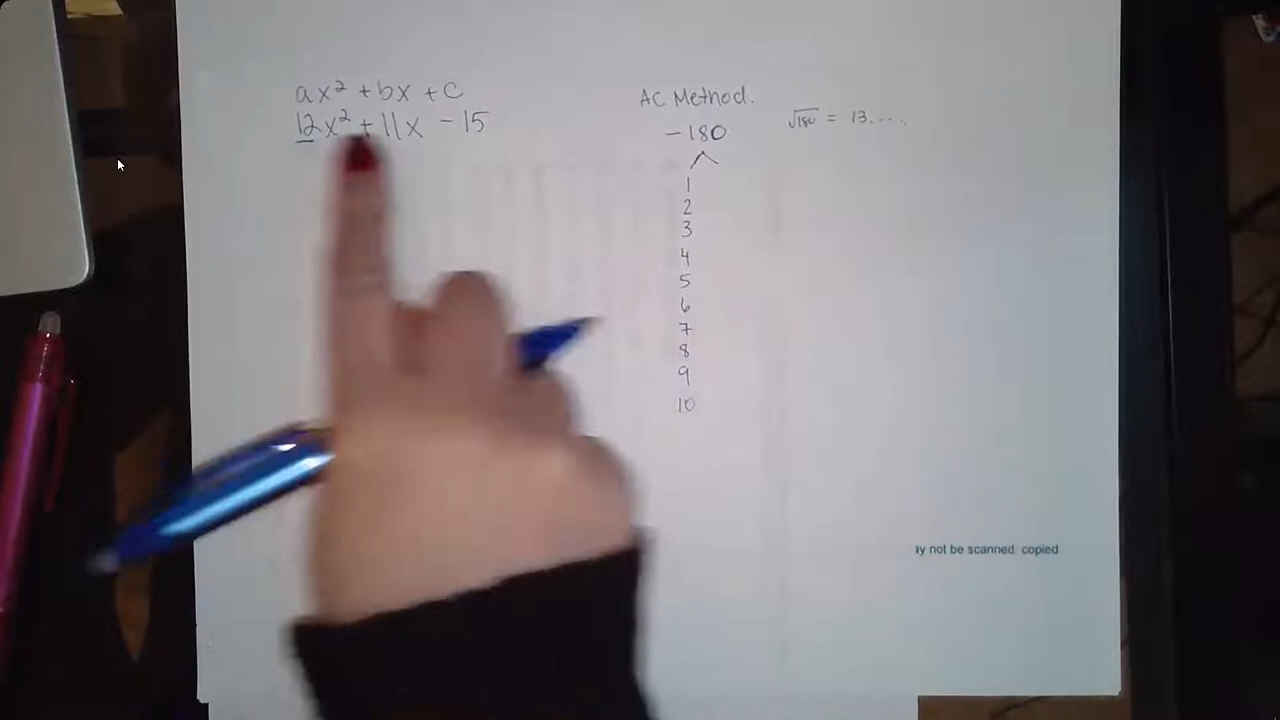 ax² + bx + c
12x² + 11x - 15
AC Method.
-180
√180 = 13....
1
2
3
4
5
6
7
8
9
10
ay not be scanned, copied